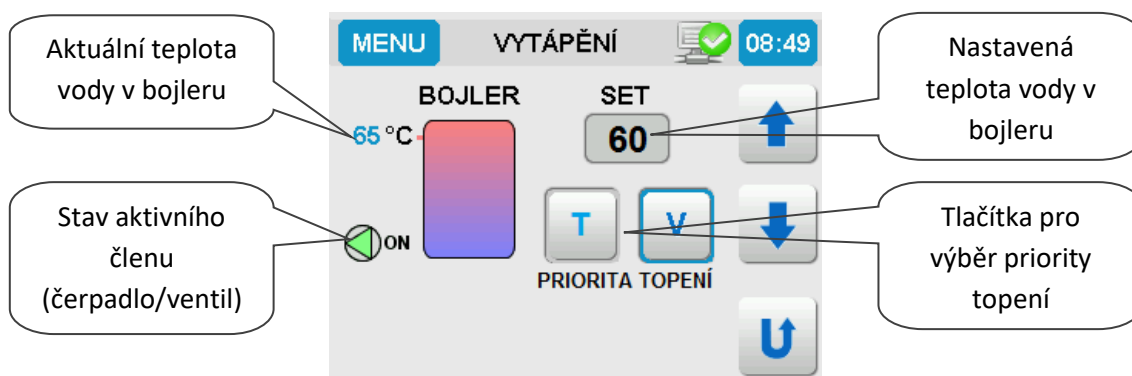 Aktuální teplota
vody v bojleru
Stav aktivního
členu
(čerpadlo/ventil)
MENU
VYTÁPĚNÍ
08:49
BOJLER
SET
65 °C
60
ON
T
V
PRIORITA TOPENÍ
Nastavená
teplota vody v
bojleru
Tlačítka pro
výběr priority
topení